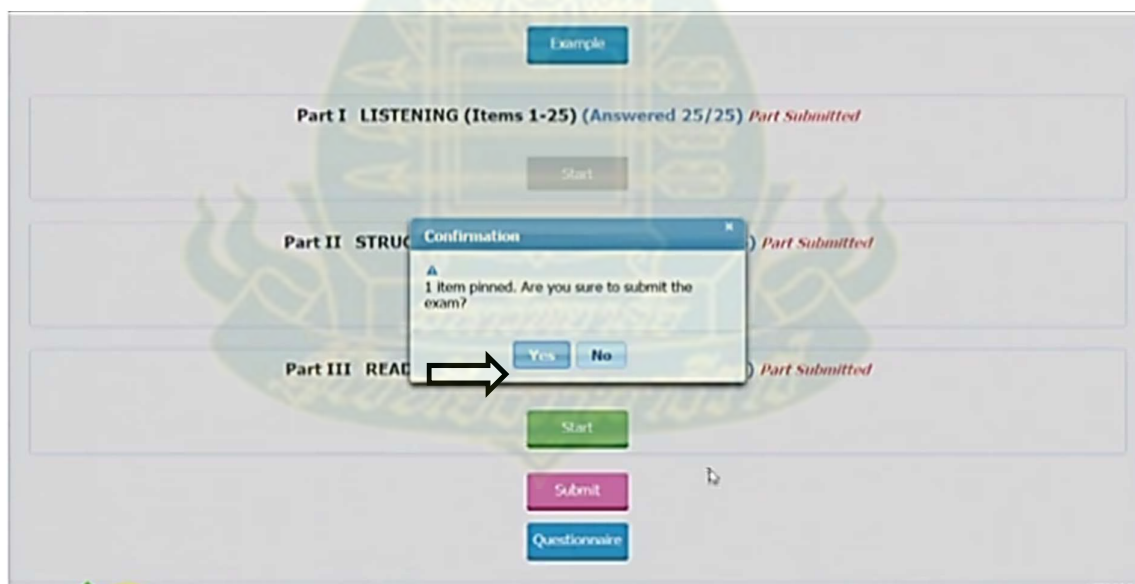 Example
Part I LISTENING (Items 1-25) (Answered 25/25) Part Submitted
Start
Confirmation
Part II STRUC ) Part Submitted
1 item pinned. Are you sure to submit the
exam?
Yes No
Part III READ ) Part Submitted
Start
Submit
Questionnaire